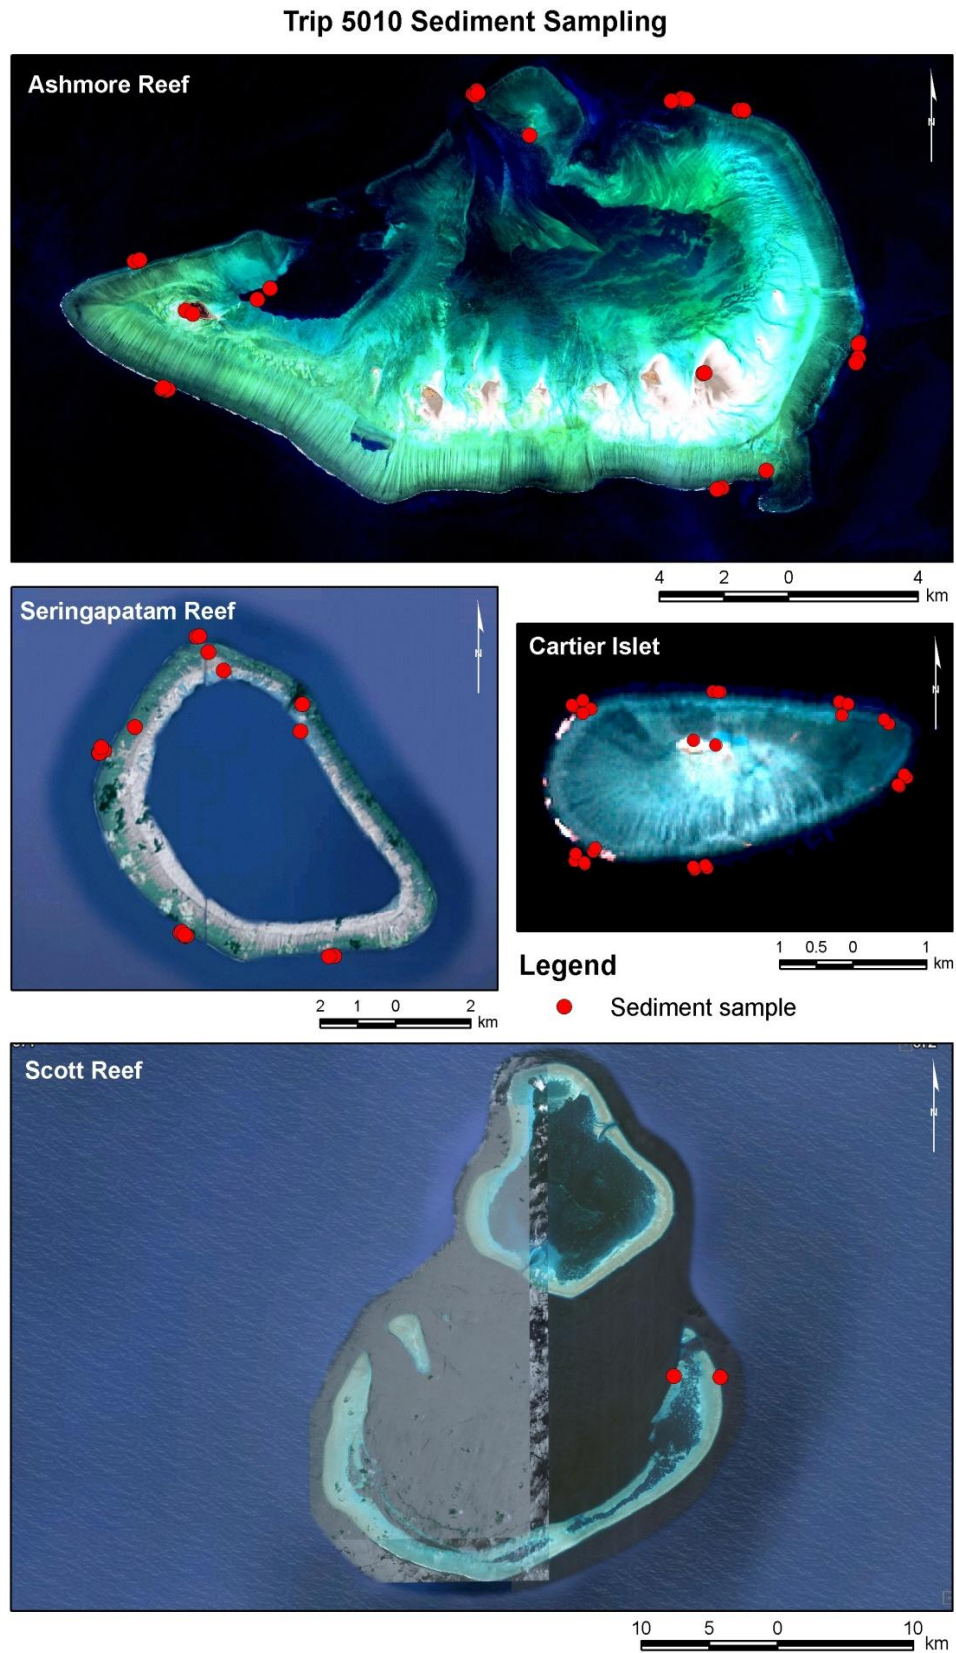 Trip 5010 Sediment Sampling
Ashmore Reef
N
4 2 0 4
km
Seringapatam Reef
N
2 1 0 2
km
Cartier Islet
N
1 0.5 0 1
km
Legend
Sediment sample
Scott Reef
N
10 5 0 10
km